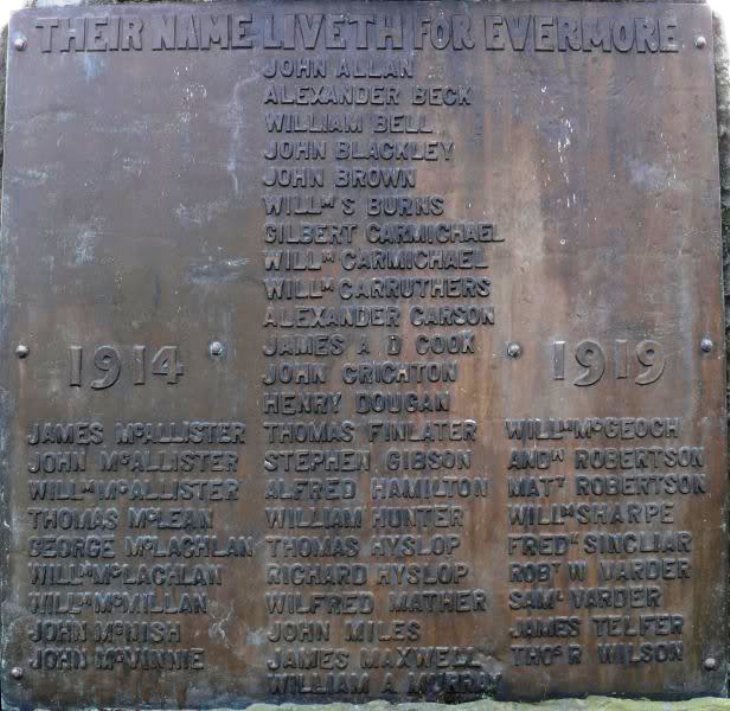 THEIR NAME LIVETH FOR EVERMORE
JOHN ALLAN
ALEXANDER BECK
WILLIAM BELL
JOHN BLACKLEY
JOHN BROWN
WILLᴹ S BURNS
GILBERT CARMICHAEL
WILLᴹ CARMICHAEL
WILLᴹ CARRUTHERS
ALEXANDER CARSON
JAMES A D COOK
JOHN CRICHTON
HENRY DOUGAN
THOMAS FINLATER
STEPHEN GIBSON
ALFRED HAMILTON
WILLIAM HUNTER
THOMAS HYSLOP
RICHARD HYSLOP
WILFRED MATHER
JOHN MILES
JAMES MAXWELL
WILLIAM A MURRAY
1914
JAMES MᶜALLISTER
JOHN MᶜALLISTER
WILLᴹ MᶜALLISTER
THOMAS MᶜLEAN
GEORGE MᶜLACHLAN
WILLᴹ MᶜLACHLAN
WILLᴹ MᶜMILLAN
JOHN MᶜNISH
JOHN MᶜVINNIE
1919
WILLᴹ MᶜGEOCH
ANDᵂ ROBERTSON
MATᵀ ROBERTSON
WILLᴹ SHARPE
FREDᴷ SINCLIAR
ROBᵀ W VARDER
SAMᴸ VARDER
JAMES TELFER
THOˢ R WILSON